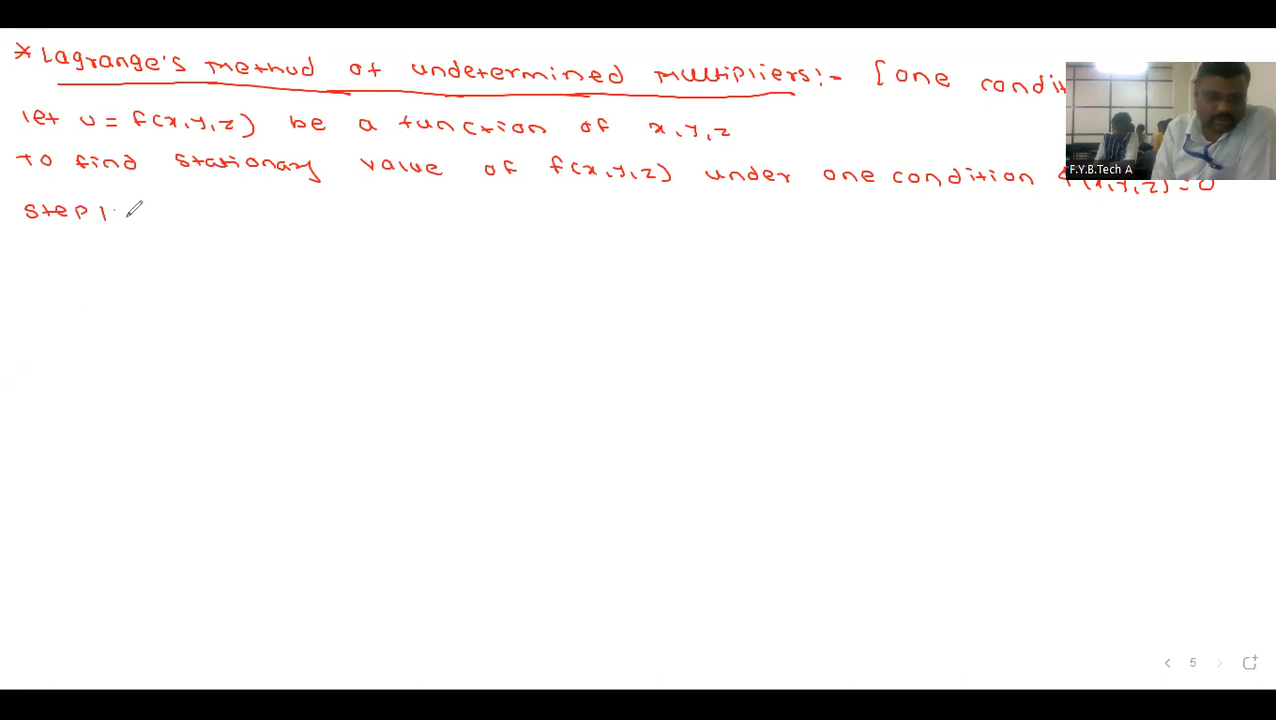 * Lagrange's method of undetermined multipliers:- [one
let u = f(x,y,z) be a function of x,y,z
to find stationary value of f(x,y,z) under one condition (x,y,z)=0
step 1
F.Y.B.Tech A
5